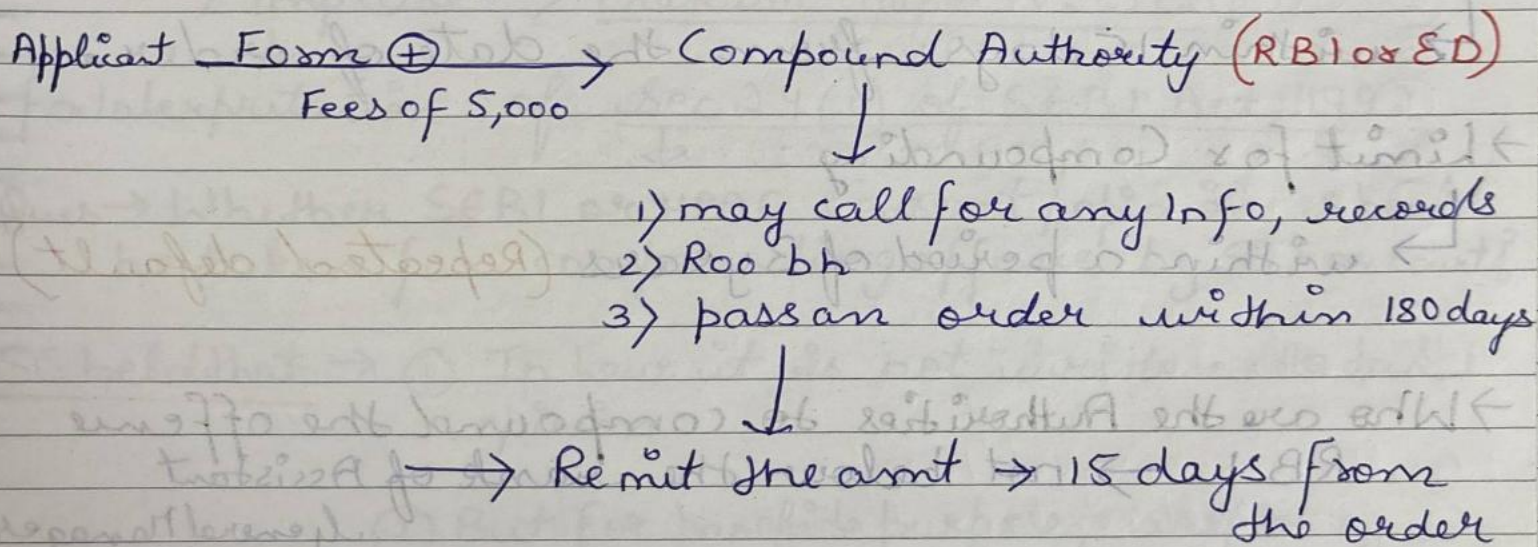 Applicant Form ⊕ → Compound Authority (RBI or ED)
Fees of 5,000
↓
1) may call for any Info, records
2) Roo bh
3) pass an order within 180 days
↓
→ Remit the amt → 15 days from
the order